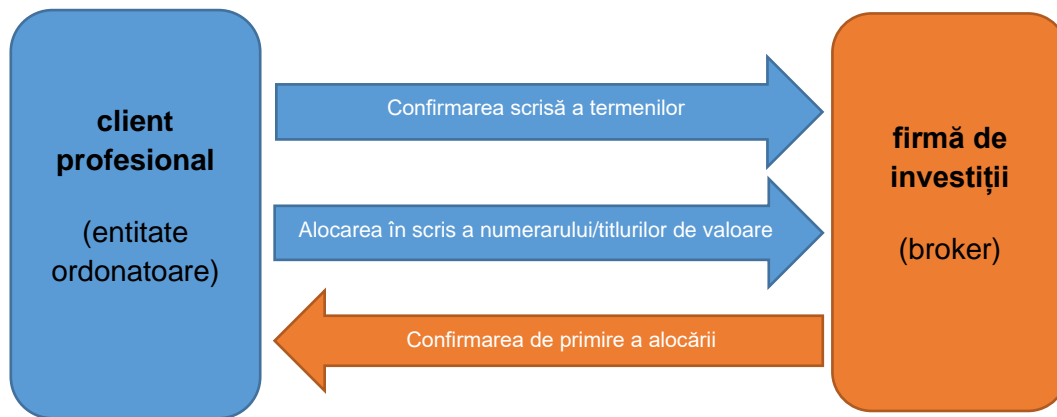 client
profesional
(entitate
ordonatoare)
Confirmarea scrisă a termenilor
Alocarea în scris a numerarului/titlurilor de valoare
Confirmarea de primire a alocării
firmă de
investiții
(broker)